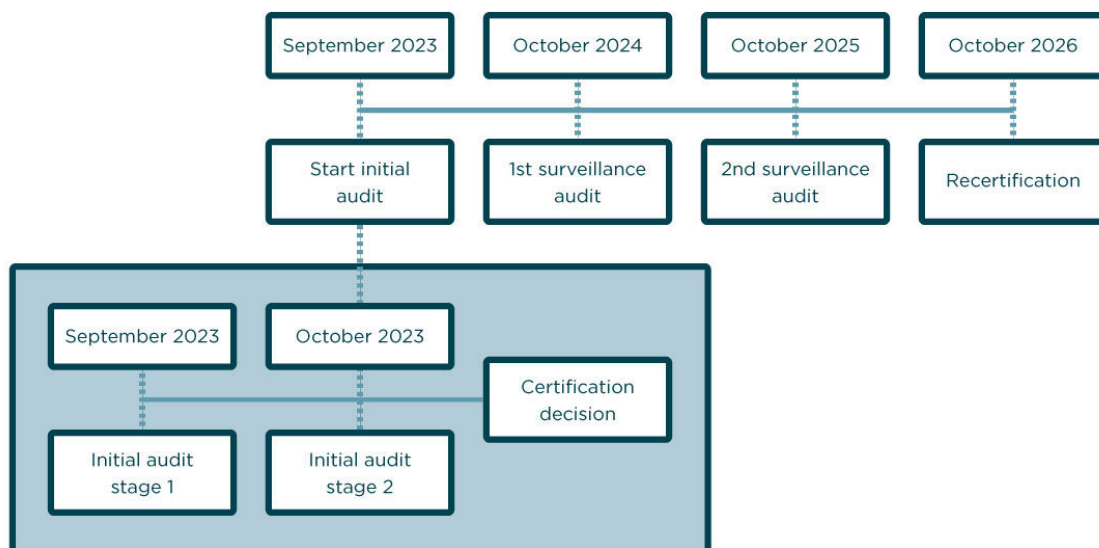 September 2023
October 2024
October 2025
October 2026
Start initial
audit
1st surveillance
audit
2nd surveillance
audit
Recertification
September 2023
October 2023
Certification
decision
Initial audit
stage 1
Initial audit
stage 2